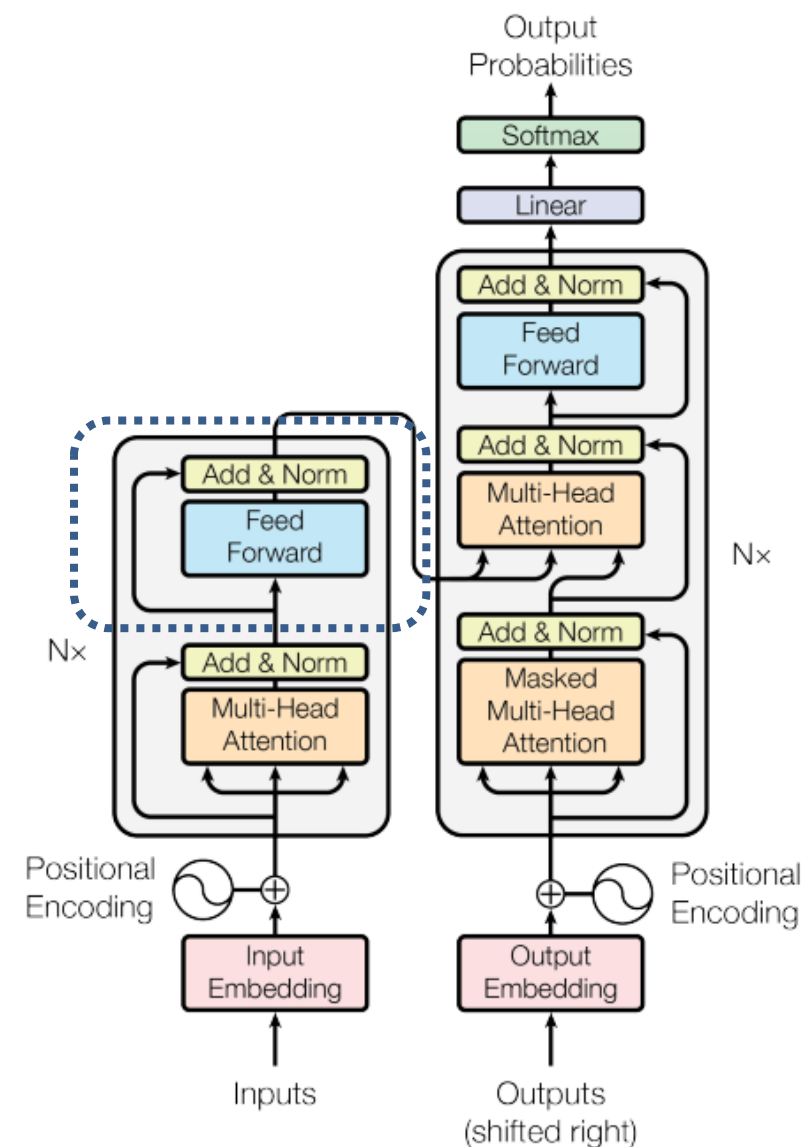 Output
Probabilities
Softmax
Linear
Add & Norm
Feed
Forward
Add & Norm
Multi-Head
Attention
Add & Norm
Masked
Multi-Head
Attention
Nx
Add & Norm
Feed
Forward
Add & Norm
Multi-Head
Attention
Nx
Positional
Encoding
Positional
Encoding
Input
Embedding
Output
Embedding
Inputs
Outputs
(shifted right)